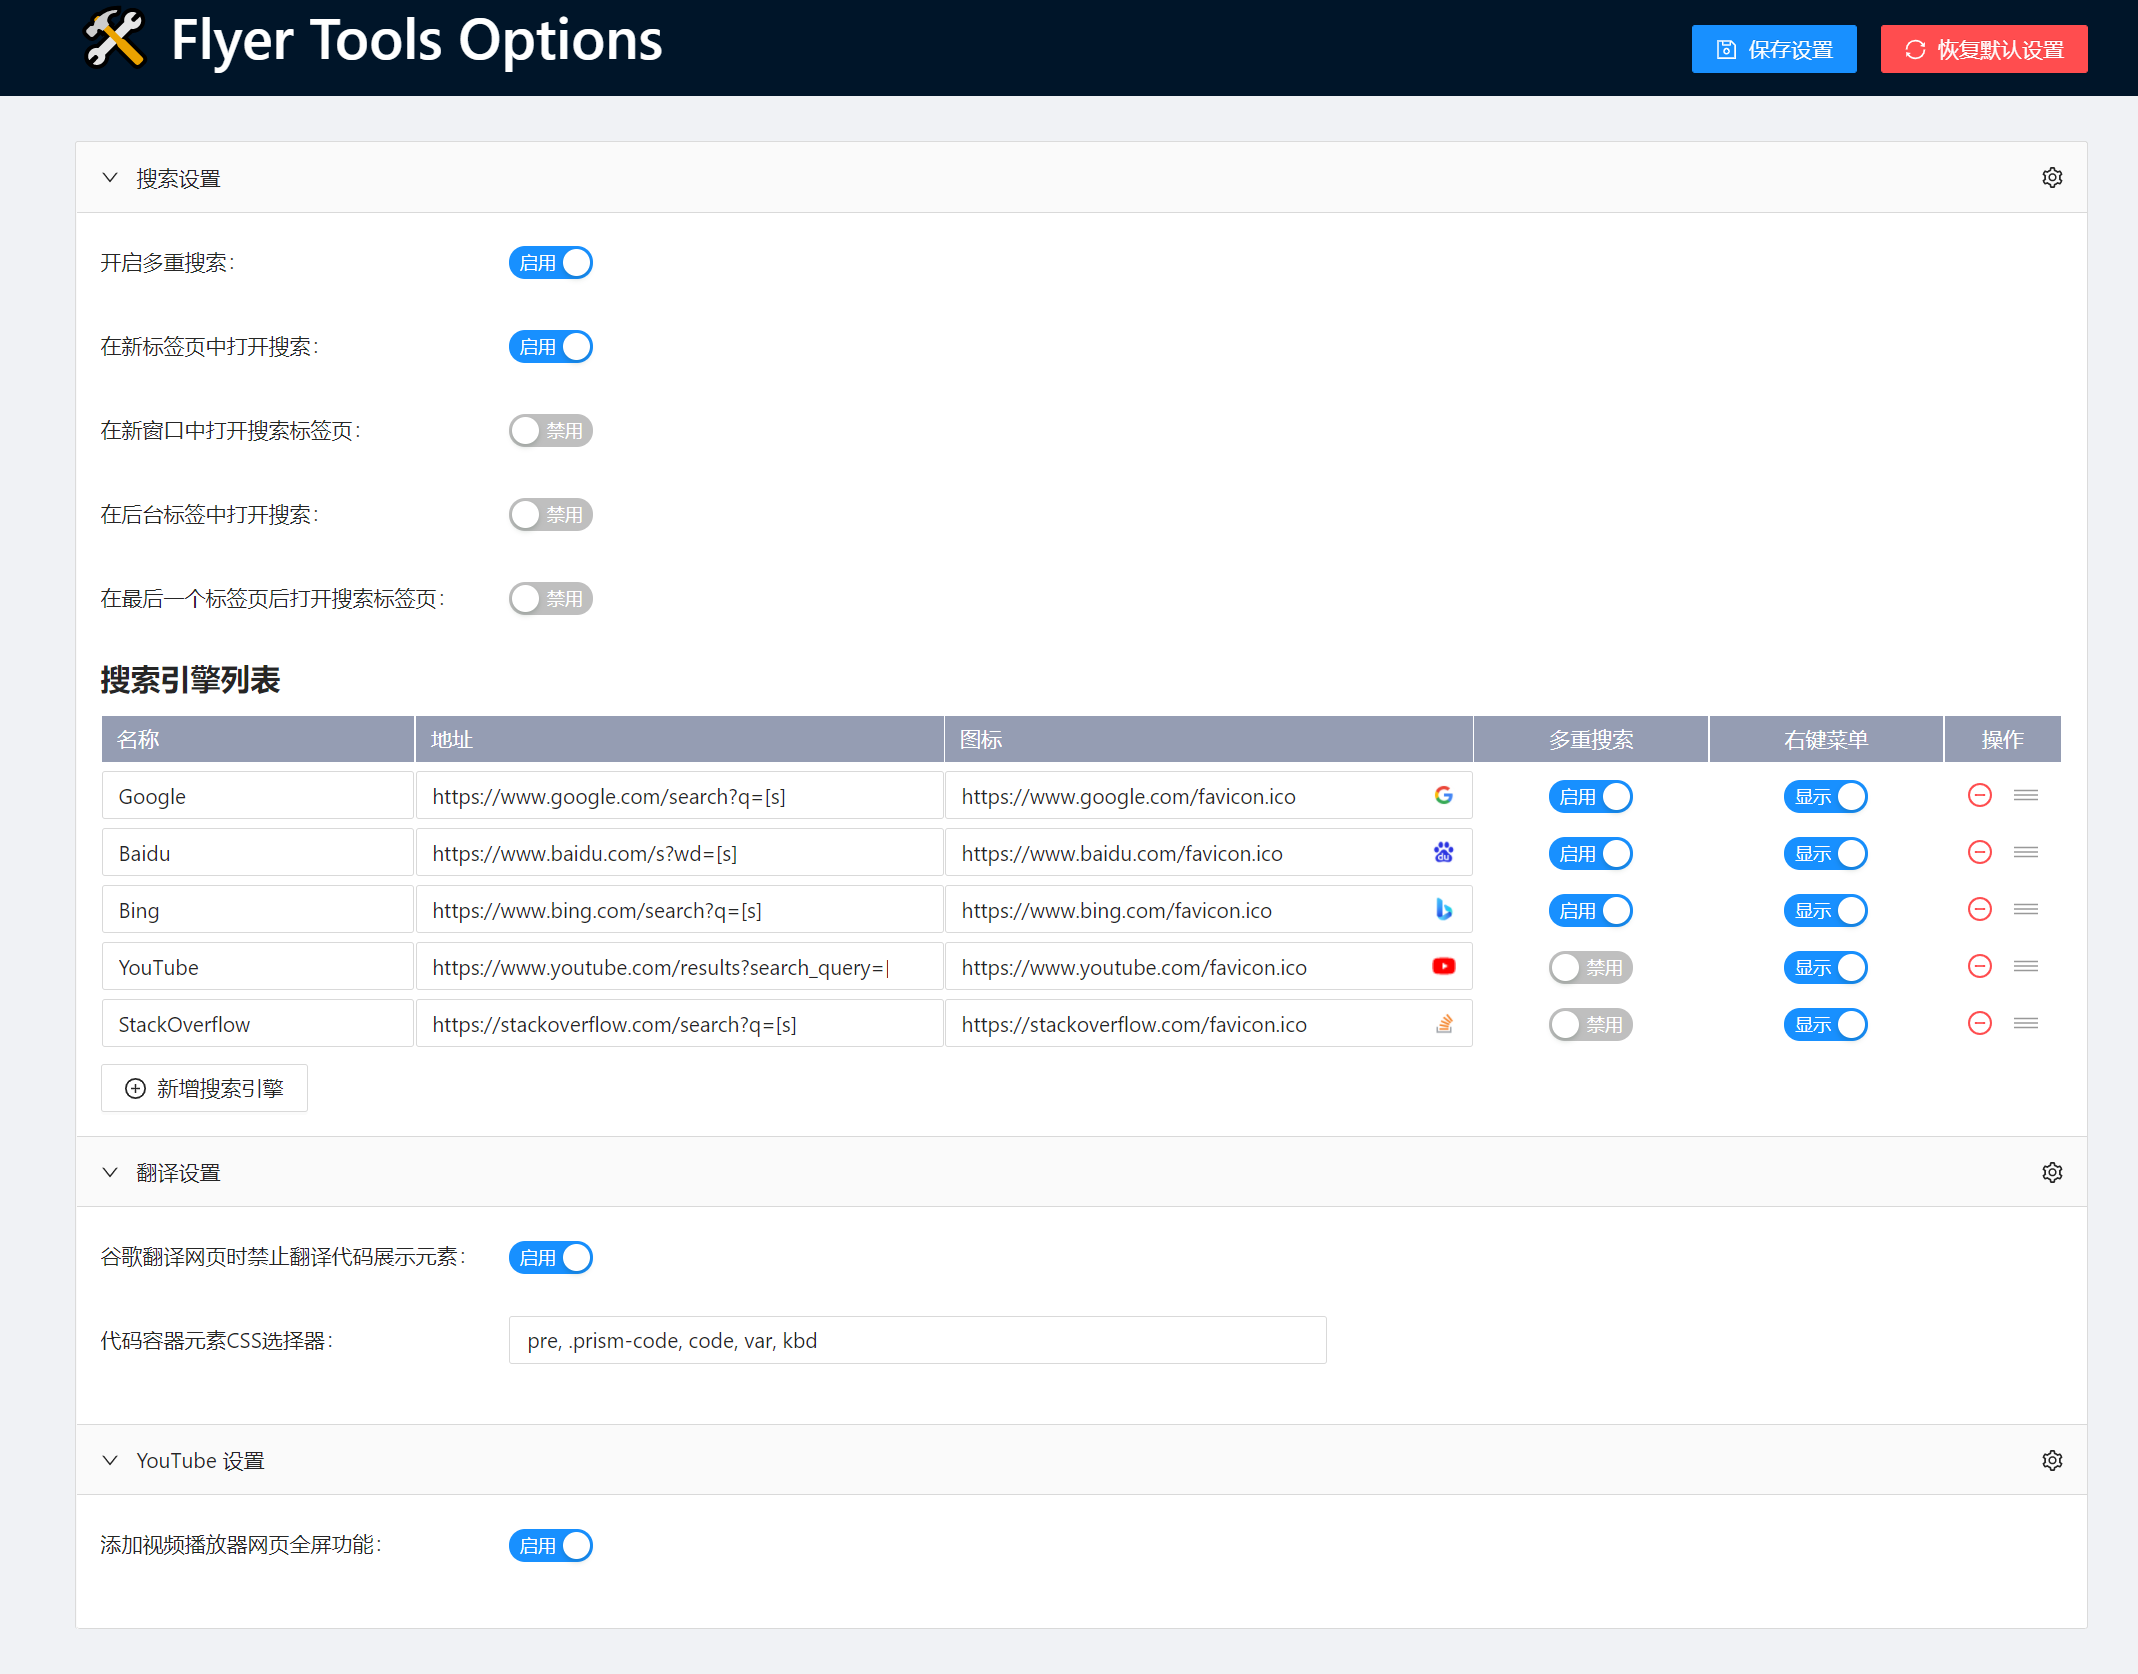 Flyer Tools Options
保存设置
恢复默认设置
搜索设置
开启多重搜索：
启用
在新标签页中打开搜索：
启用
在新窗口中打开搜索标签页：
禁用
在后台标签中打开搜索：
禁用
在最后一个标签页后打开搜索标签页：
禁用
搜索引擎列表
名称 地址 图标 多重搜索 右键菜单 操作
Google https://www.google.com/search?q=[s] https://www.google.com/favicon.ico 启用 显示
Baidu https://www.baidu.com/s?wd=[s] https://www.baidu.com/favicon.ico 启用 显示
Bing https://www.bing.com/search?q=[s] https://www.bing.com/favicon.ico 启用 显示
YouTube https://www.youtube.com/results?search_query=[ https://www.youtube.com/favicon.ico 禁用 显示
StackOverflow https://stackoverflow.com/search?q=[s] https://stackoverflow.com/favicon.ico 禁用 显示
新增搜索引擎
翻译设置
谷歌翻译网页时禁止翻译代码展示元素：
启用
代码容器元素CSS选择器：
pre, .prism-code, code, var, kbd
YouTube 设置
添加视频播放器网页全屏功能：
启用